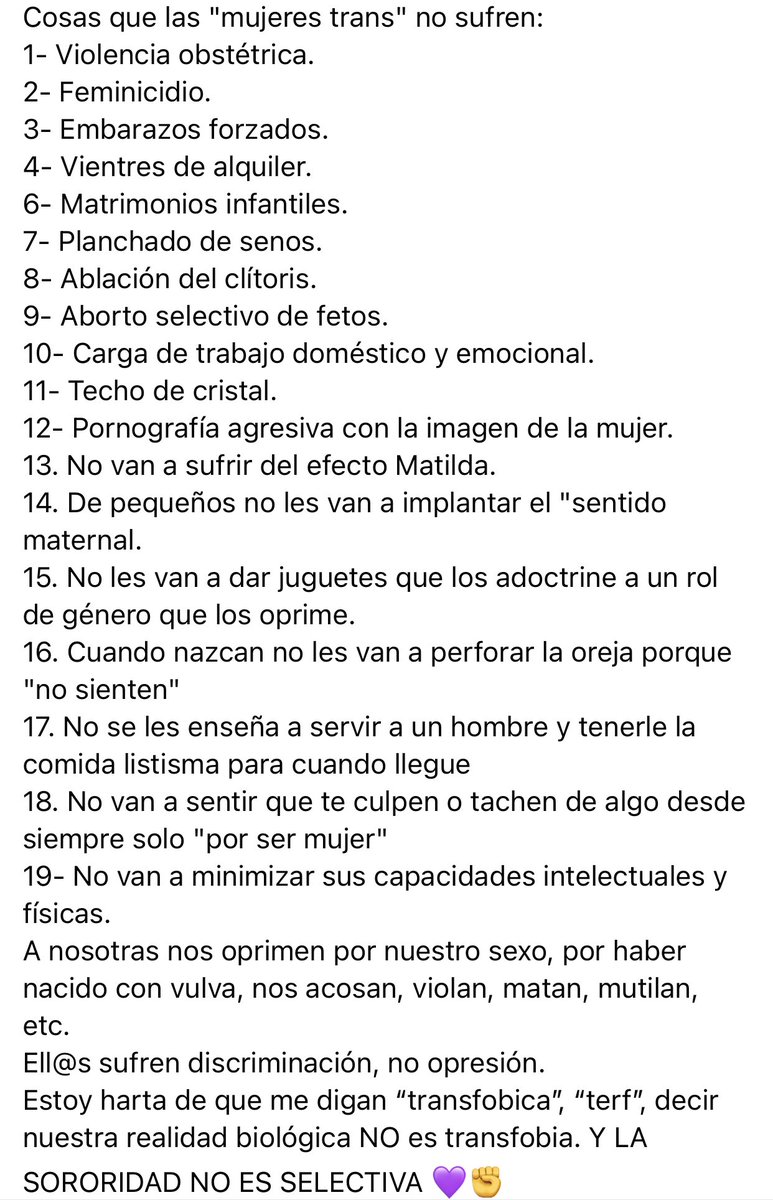 Cosas que las "mujeres trans" no sufren:
1- Violencia obstétrica.
2- Feminicidio.
3- Embarazos forzados.
4- Vientres de alquiler.
6- Matrimonios infantiles.
7- Planchado de senos.
8- Ablación del clítoris.
9- Aborto selectivo de fetos.
10- Carga de trabajo doméstico y emocional.
11- Techo de cristal.
12- Pornografía agresiva con la imagen de la mujer.
13. No van a sufrir del efecto Matilda.
14. De pequeños no les van a implantar el "sentido
maternal.
15. No les van a dar juguetes que los adoctrine a un rol
de género que los oprime.
16. Cuando nazcan no les van a perforar la oreja porque
"no sienten"
17. No se les enseña a servir a un hombre y tenerle la
comida listisma para cuando llegue
18. No van a sentir que te culpen o tachen de algo desde
siempre solo "por ser mujer"
19- No van a minimizar sus capacidades intelectuales y
físicas.
A nosotras nos oprimen por nuestro sexo, por haber
nacido con vulva, nos acosan, violan, matan, mutilan,
etc.
Ell@s sufren discriminación, no opresión.
Estoy harta de que me digan “transfobica”, “terf”, decir
nuestra realidad biológica NO es transfobia. Y LA
SORORIDAD NO ES SELECTIVA 💜✊